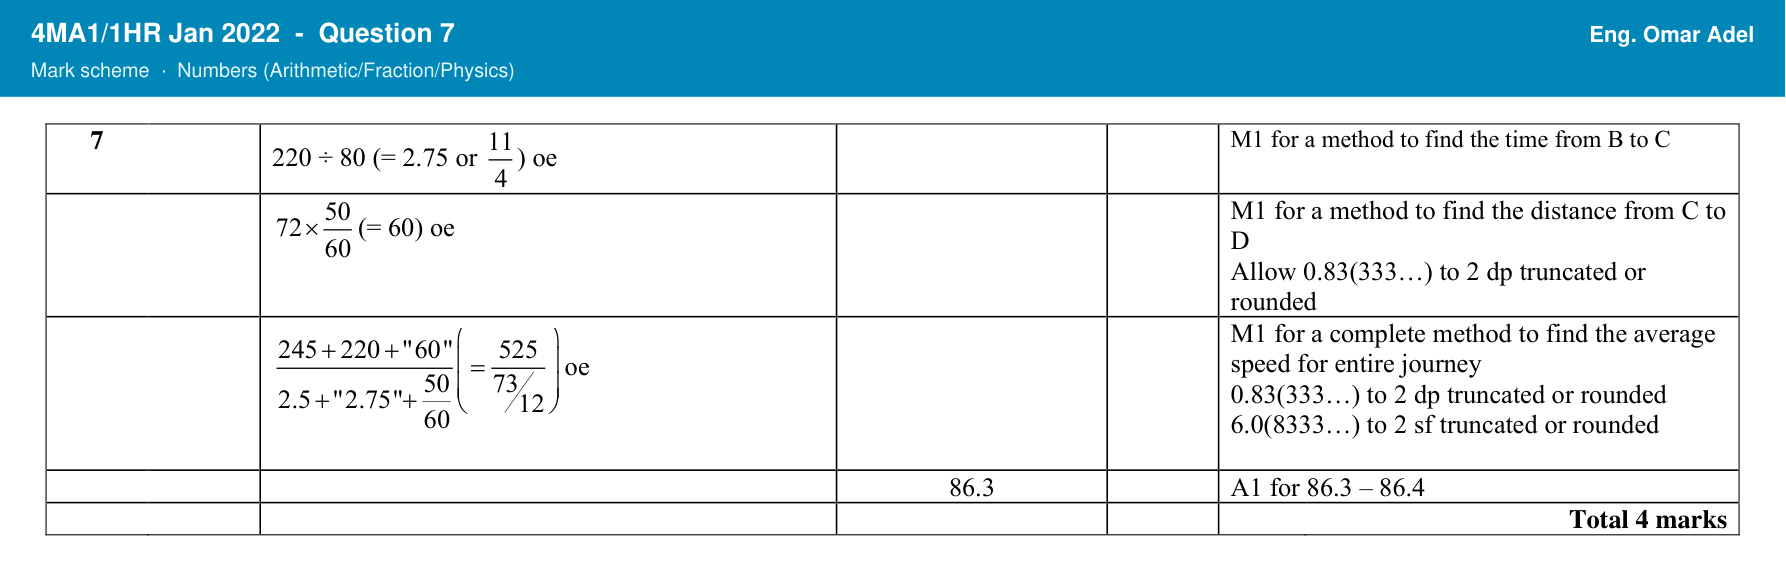 4MA1/1HR Jan 2022 - Question 7
Eng. Omar Adel
Mark scheme · Numbers (Arithmetic/Fraction/Physics)
7
220 ÷ 80 (= 2.75 or 11/4) oe
M1 for a method to find the time from B to C
72 × 50/60 (= 60) oe
M1 for a method to find the distance from C to
D
Allow 0.83(333…) to 2 dp truncated or
rounded
(245 + 220 + "60")/(2.5 + "2.75" + 50/60) (= 525/(73/12)) oe
M1 for a complete method to find the average
speed for entire journey
0.83(333…) to 2 dp truncated or rounded
6.0(8333…) to 2 sf truncated or rounded
86.3
A1 for 86.3 – 86.4
Total 4 marks